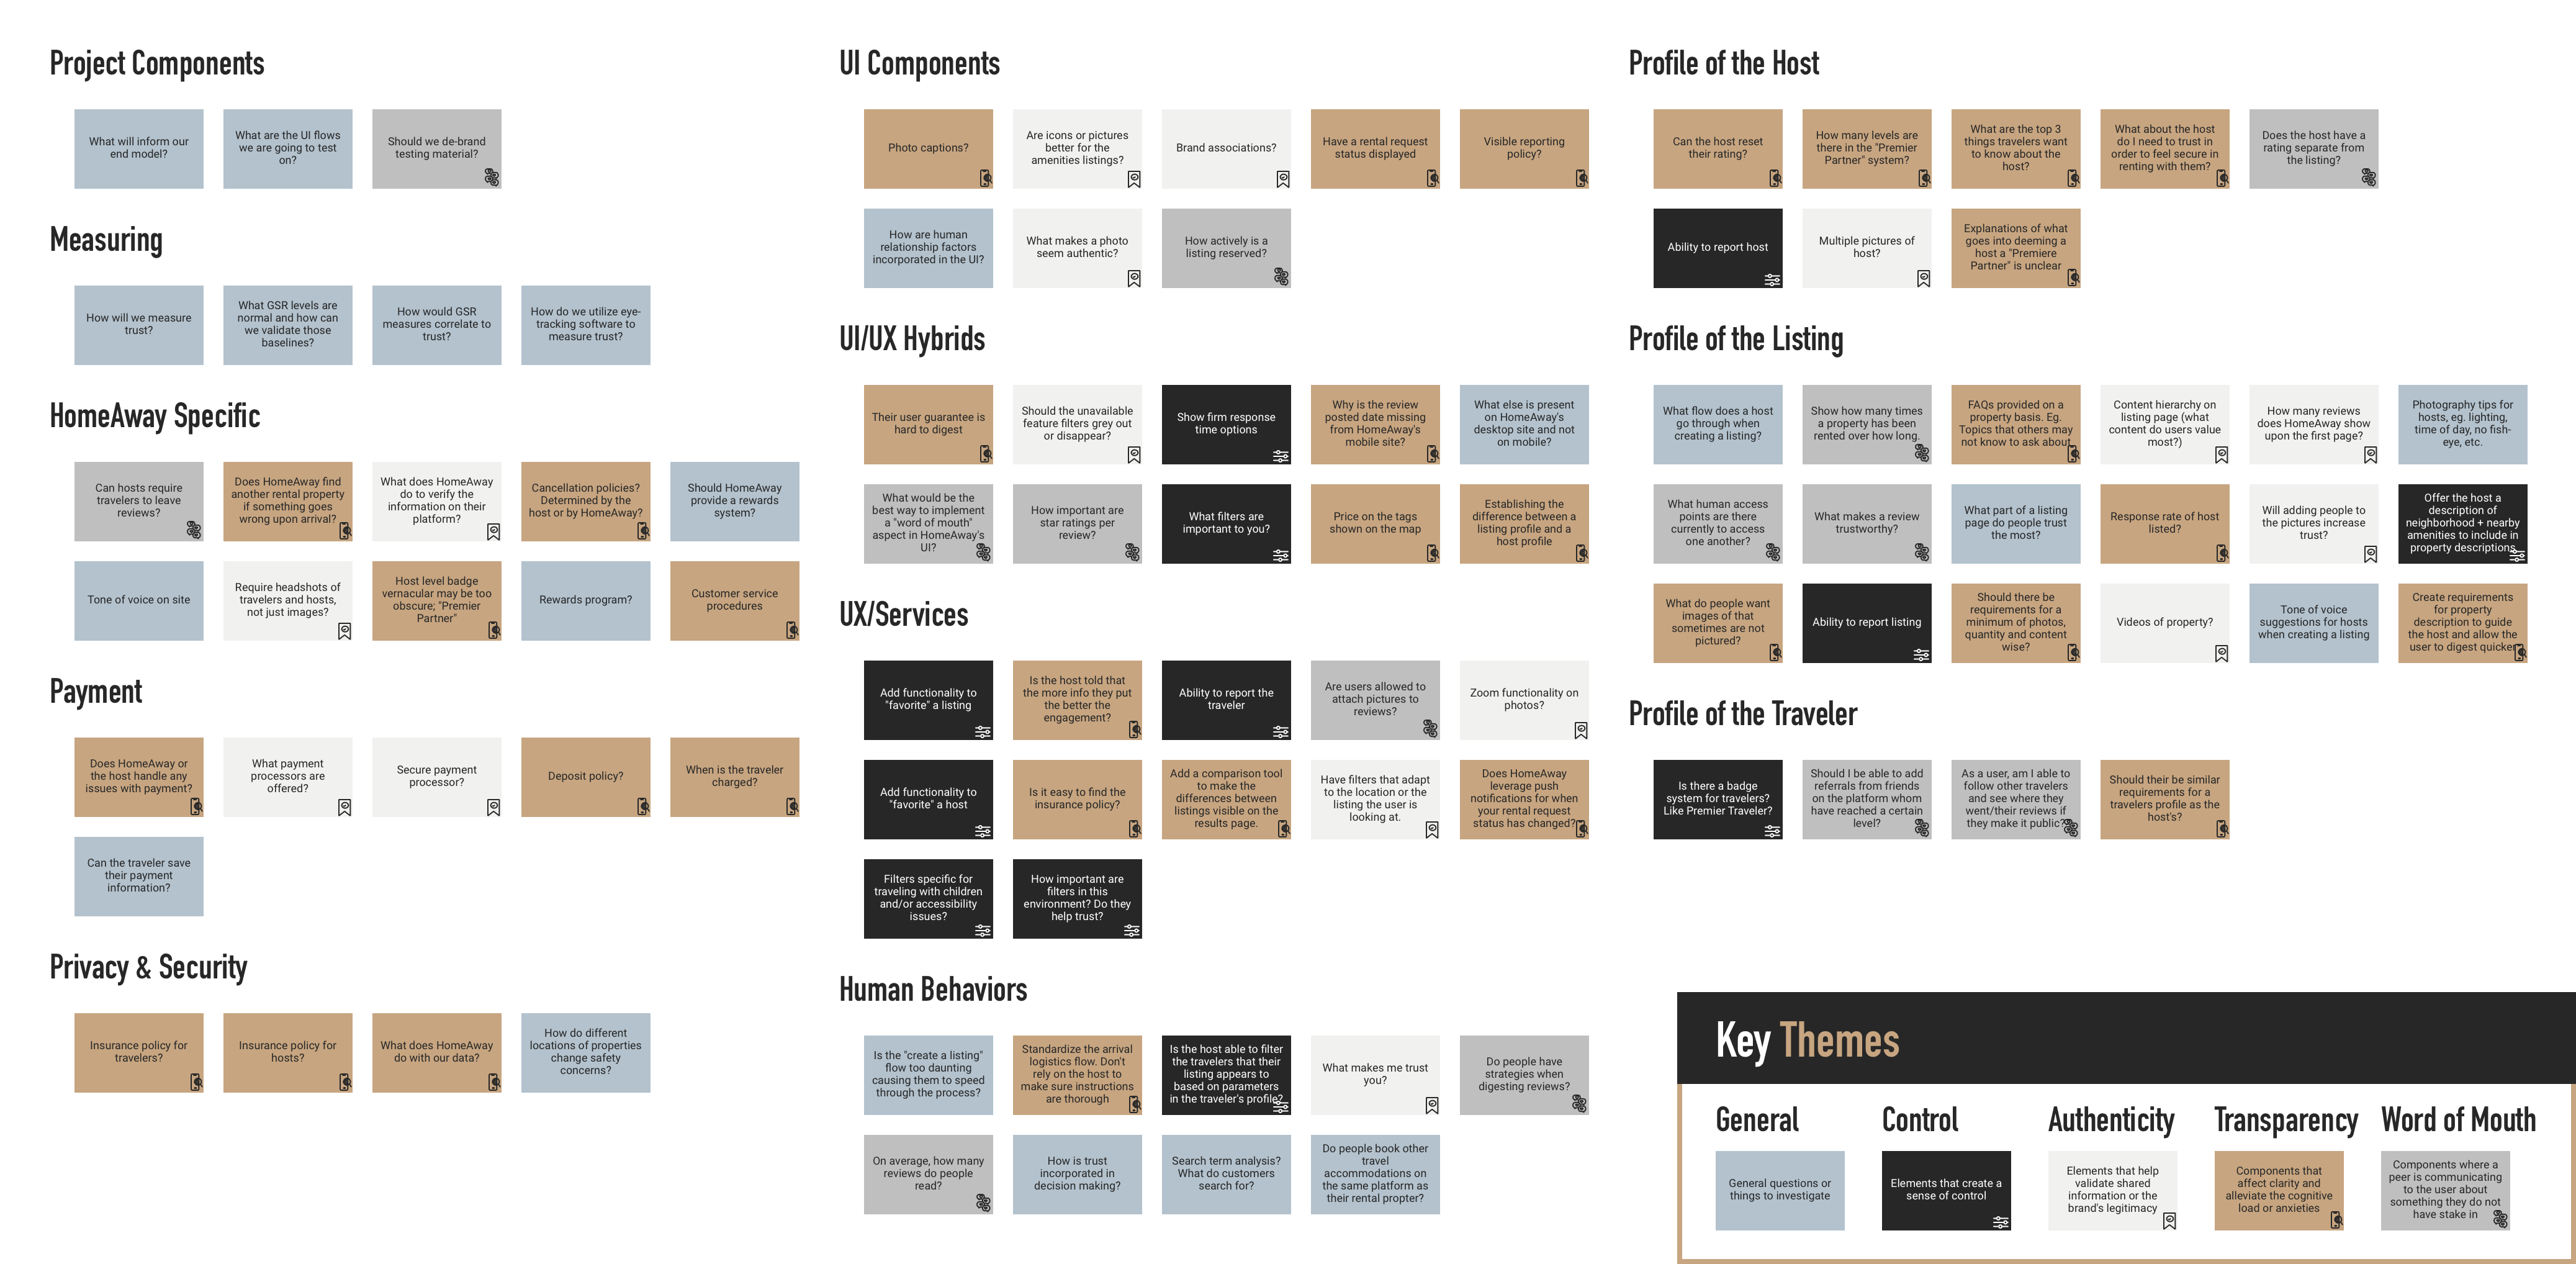 Project Components
What will inform our
end model?
What are the UI flows
we are going to test
on?
Should we de-brand
testing material?
Measuring
How will we measure
trust?
What GSR levels are
normal and how can
we validate those
baselines?
How would GSR
measures correlate to
trust?
How do we utilize eye-
tracking software to
measure trust?
HomeAway Specific
Can hosts require
travelers to leave
reviews?
Does HomeAway find
another rental property
if something goes
wrong upon arrival?
What does HomeAway
do to verify the
information on their
platform?
Cancellation policies?
Determined by the
host or by HomeAway?
Should HomeAway
provide a rewards
system?
Tone of voice on site
Require headshots of
travelers and hosts,
not just images?
Host level badge
vernacular may be too
obscure; "Premier
Partner"
Rewards program?
Customer service
procedures
Payment
Does HomeAway or
the host handle any
issues with payment?
What payment
processors are
offered?
Secure payment
processor?
Deposit policy?
When is the traveler
charged?
Can the traveler save
their payment
information?
Privacy & Security
Insurance policy for
travelers?
Insurance policy for
hosts?
What does HomeAway
do with our data?
How do different
locations of properties
change safety
concerns?
UI Components
Photo captions?
Are icons or pictures
better for the
amenities listings?
Brand associations?
Have a rental request
status displayed
Visible reporting
policy?
How are human
relationship factors
incorporated in the UI?
What makes a photo
seem authentic?
How actively is a
listing reserved?
UI/UX Hybrids
Their user guarantee is
hard to digest
Should the unavailable
feature filters grey out
or disappear?
Show firm response
time options
Why is the review
posted date missing
from HomeAway's
mobile site?
What else is present
on HomeAway's
desktop site and not
on mobile?
What would be the
best way to implement
a "word of mouth"
aspect in HomeAway's
UI?
How important are
star ratings per
review?
What filters are
important to you?
Price on the tags
shown on the map
Establishing the
difference between a
listing profile and a
host profile
UX/Services
Add functionality to
"favorite" a listing
Is the host told that
the more info they put
the better the
engagement?
Ability to report the
traveler
Are users allowed to
attach pictures to
reviews?
Zoom functionality on
photos?
Add functionality to
"favorite" a host
Is it easy to find the
insurance policy?
Add a comparison tool
to make the
differences between
listings visible on the
results page.
Have filters that adapt
to the location or the
listing the user is
looking at.
Does HomeAway
leverage push
notifications for when
your rental request
status has changed?
Filters specific for
traveling with children
and/or accessibility
issues?
How important are
filters in this
environment? Do they
help trust?
Human Behaviors
Is the "create a listing"
flow too daunting
causing them to speed
through the process?
Standardize the arrival
logistics flow. Don't
rely on the host to
make sure instructions
are thorough
Is the host able to filter
the travelers that their
listing appears to
based on parameters
in the traveler's profile?
What makes me trust
you?
Do people have
strategies when
digesting reviews?
On average, how many
reviews do people
read?
How is trust
incorporated in
decision making?
Search term analysis?
What do customers
search for?
Do people book other
travel
accommodations on
the same platform as
their rental propter?
Profile of the Host
Can the host reset
their rating?
How many levels are
there in the "Premier
Partner" system?
What are the top 3
things travelers want
to know about the
host?
What about the host
do I need to trust in
order to feel secure in
renting with them?
Does the host have a
rating separate from
the listing?
Ability to report host
Multiple pictures of
host?
Explanations of what
goes into deeming a
host a "Premiere
Partner" is unclear
Profile of the Listing
What flow does a host
go through when
creating a listing?
Show how many times
a property has been
rented over how long.
FAQs provided on a
property basis. Eg.
Topics that others may
not know to ask about.
Content hierarchy on
listing page (what
content do users value
most?)
How many reviews
does HomeAway show
upon the first page?
Photography tips for
hosts, eg. lighting,
time of day, no fish-
eye, etc.
What human access
points are there
currently to access
one another?
What makes a review
trustworthy?
What part of a listing
page do people trust
the most?
Response rate of host
listed?
Will adding people to
the pictures increase
trust?
Offer the host a
description of
neighborhood + nearby
amenities to include in
property descriptions
What do people want
images of that
sometimes are not
pictured?
Ability to report listing
Should there be
requirements for a
minimum of photos,
quantity and content
wise?
Videos of property?
Tone of voice
suggestions for hosts
when creating a listing
Create requirements
for property
description to guide
the host and allow the
user to digest quicker
Profile of the Traveler
Is there a badge
system for travelers?
Like Premier Traveler?
Should I be able to add
referrals from friends
on the platform whom
have reached a certain
level?
As a user, am I able to
follow other travelers
and see where they
went/their reviews if
they make it public?
Should their be similar
requirements for a
travelers profile as the
host's?
Key Themes
General
General questions or
things to investigate
Control
Elements that create a
sense of control
Authenticity
Elements that help
validate shared
information or the
brand's legitimacy
Transparency
Components that
affect clarity and
alleviate the cognitive
load or anxieties
Word of Mouth
Components where a
peer is communicating
to the user about
something they do not
have stake in